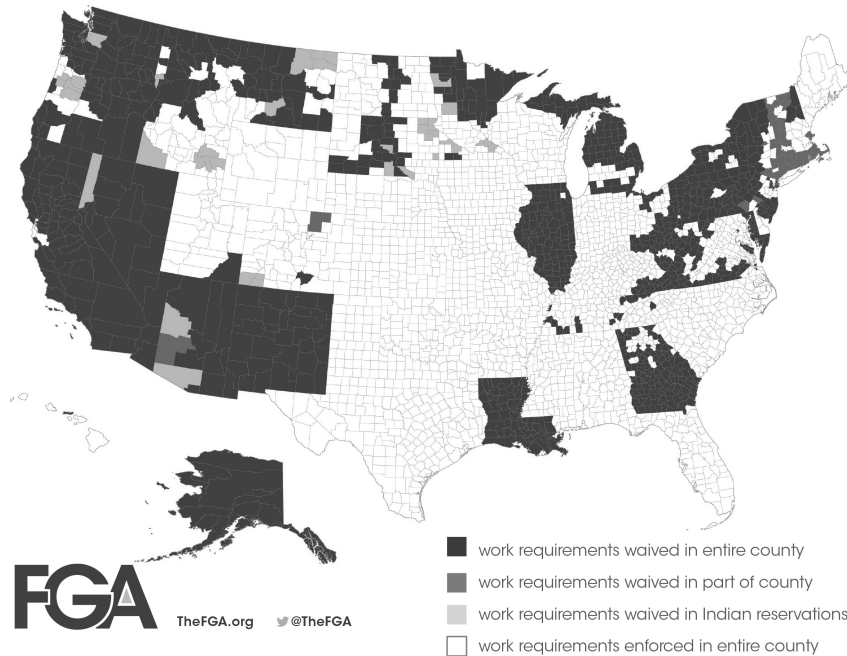 work requirements waived in entire county
work requirements waived in part of county
work requirements waived in Indian reservations
work requirements enforced in entire county
FGA
TheFGA.org @TheFGA